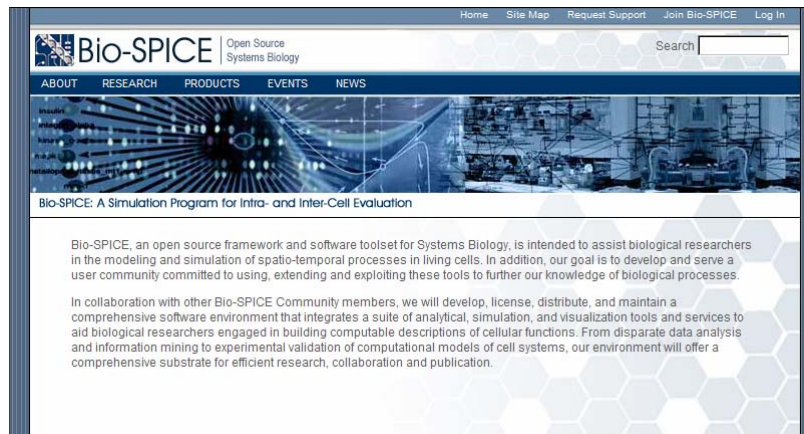 Home Site Map Request Support Join Bio-SPICE Log In
Bio-SPICE Open Source
Systems Biology
Search
ABOUT RESEARCH PRODUCTS EVENTS NEWS
insulin
Bio-SPICE: A Simulation Program for Intra- and Inter-Cell Evaluation
Bio-SPICE, an open source framework and software toolset for Systems Biology, is intended to assist biological researchers
in the modeling and simulation of spatio-temporal processes in living cells. In addition, our goal is to develop and serve a
user community committed to using, extending and exploiting these tools to further our knowledge of biological processes.
In collaboration with other Bio-SPICE Community members, we will develop, license, distribute, and maintain a
comprehensive software environment that integrates a suite of analytical, simulation, and visualization tools and services to
aid biological researchers engaged in building computable descriptions of cellular functions. From disparate data analysis
and information mining to experimental validation of computational models of cell systems, our environment will offer a
comprehensive substrate for efficient research, collaboration and publication.